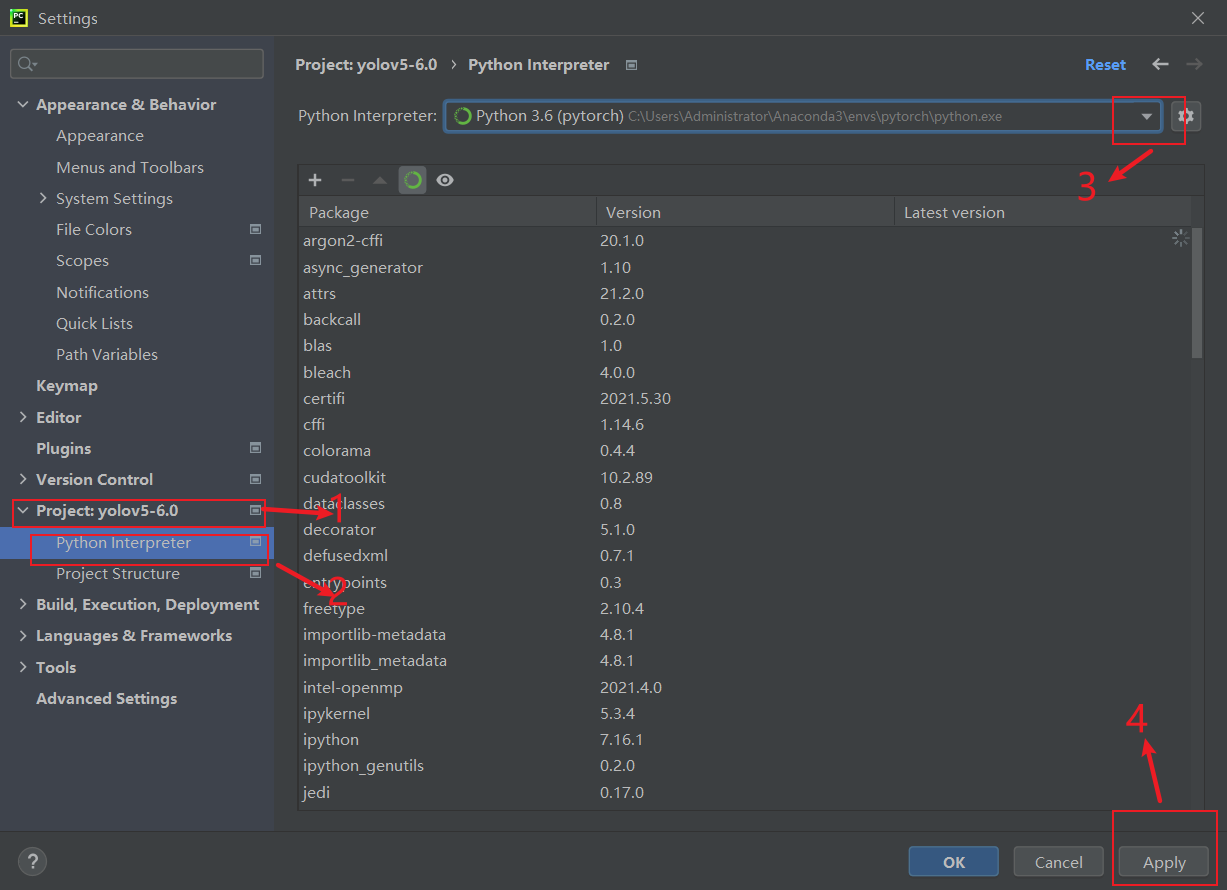 PC Settings
Project: yolov5-6.0 › Python Interpreter Reset
Appearance & Behavior
Python Interpreter: Python 3.6 (pytorch) C:\Users\Administrator\Anaconda3\envs\pytorch\python.exe
Appearance
Menus and Toolbars
3
System Settings
Package Version Latest version
File Colors
argon2-cffi 20.1.0
Scopes
async_generator 1.10
Notifications
attrs 21.2.0
Quick Lists
backcall 0.2.0
Path Variables
blas 1.0
Keymap
bleach 4.0.0
certifi 2021.5.30
Editor
cffi 1.14.6
Plugins
colorama 0.4.4
Version Control
cudatoolkit 10.2.89
Project: yolov5-6.0
1
dataclasses 0.8
Python Interpreter
decorator 5.1.0
defusedxml 0.7.1
Project Structure
2
entrypoints 0.3
Build, Execution, Deployment
freetype 2.10.4
Languages & Frameworks
importlib-metadata 4.8.1
importlib_metadata 4.8.1
Tools
intel-openmp 2021.4.0
Advanced Settings
ipykernel 5.3.4
4
ipython 7.16.1
ipython_genutils 0.2.0
jedi 0.17.0
? OK Cancel Apply